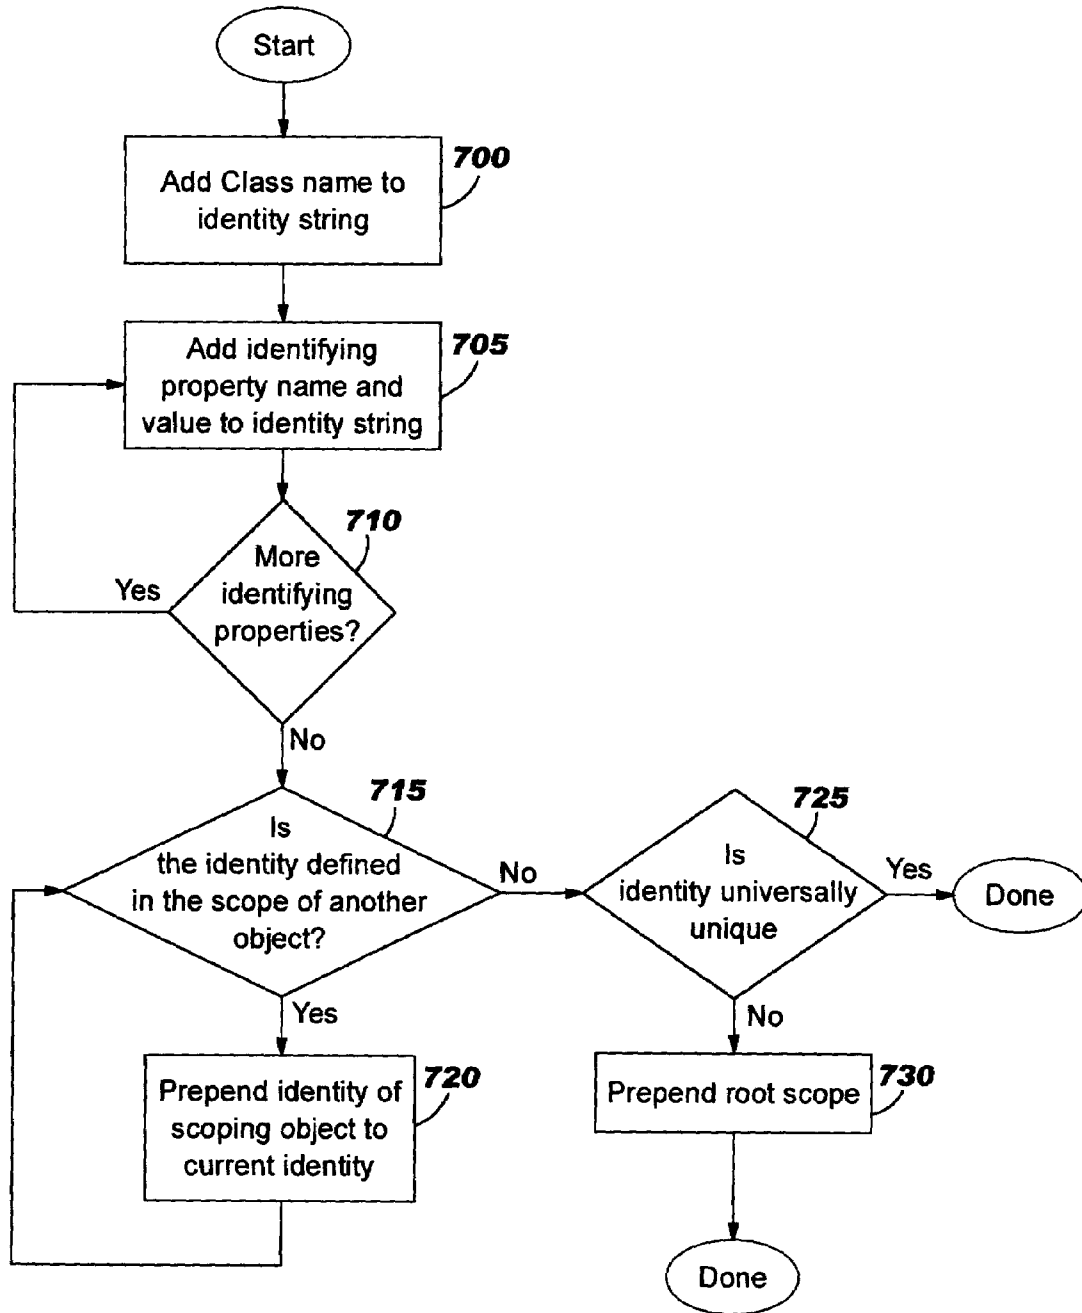 Start
700
Add Class name to
identity string
705
Add identifying
property name and
value to identity string
710
More
identifying
properties?
Yes
No
715
Is
the identity defined
in the scope of another
object?
No
725
Is
identity universally
unique
Yes
Done
Yes
No
720
Prepend identity of
scoping object to
current identity
730
Prepend root scope
Done